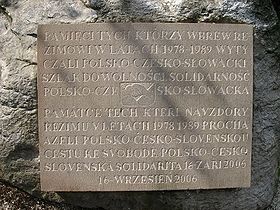 PAMIĘCI TYCH KTÓRZY WBREW RE
ŻIMOWI W LATACH 1978-1989 WYTY
CZALI POLSKO-CZESKO-SŁOWACKI
SZLAK DO WOLNOŚCI SOLIDARNOŚĆ
POLSKO-CZE SKO-SŁOWACKA
PAMÁTCE TĚCH KTEŘÍ NAVZDORY
REŽIMU V LETÁCH 1978 1989 PROCHÁ
ZELI POLSKO-ČESKO-SLOVENSKOU
CESTU KE SVOBODĚ POLSKO-ČESKO-
SLOVENSKÁ SOLIDARITA 16 ZÁŘÍ 2006
16-WRZESIEŃ 2006